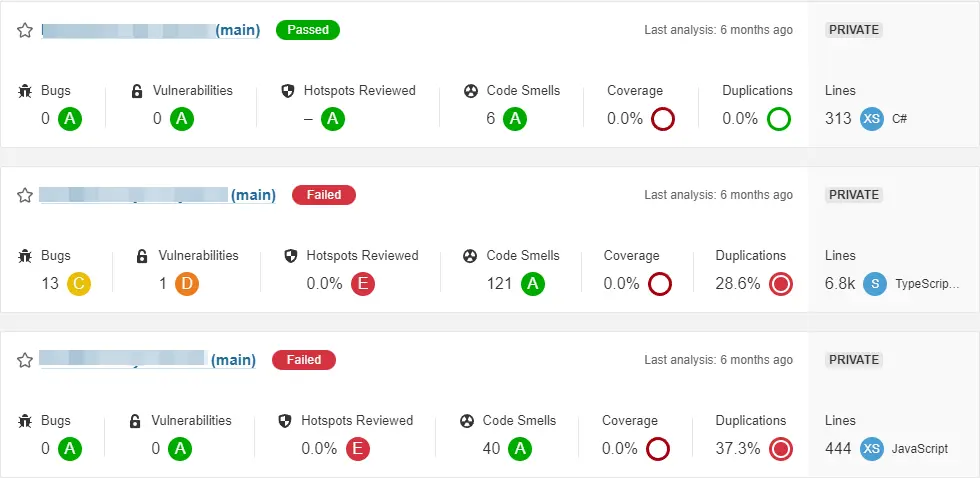 (main) Passed Last analysis: 6 months ago PRIVATE
Bugs Vulnerabilities Hotspots Reviewed Code Smells Coverage Duplications Lines
0 A 0 A – A 6 A 0.0% 0.0% 313 XS C#
(main) Failed Last analysis: 6 months ago PRIVATE
Bugs Vulnerabilities Hotspots Reviewed Code Smells Coverage Duplications Lines
13 C 1 D 0.0% E 121 A 0.0% 28.6% 6.8k S TypeScrip...
(main) Failed Last analysis: 6 months ago PRIVATE
Bugs Vulnerabilities Hotspots Reviewed Code Smells Coverage Duplications Lines
0 A 0 A 0.0% E 40 A 0.0% 37.3% 444 XS JavaScript